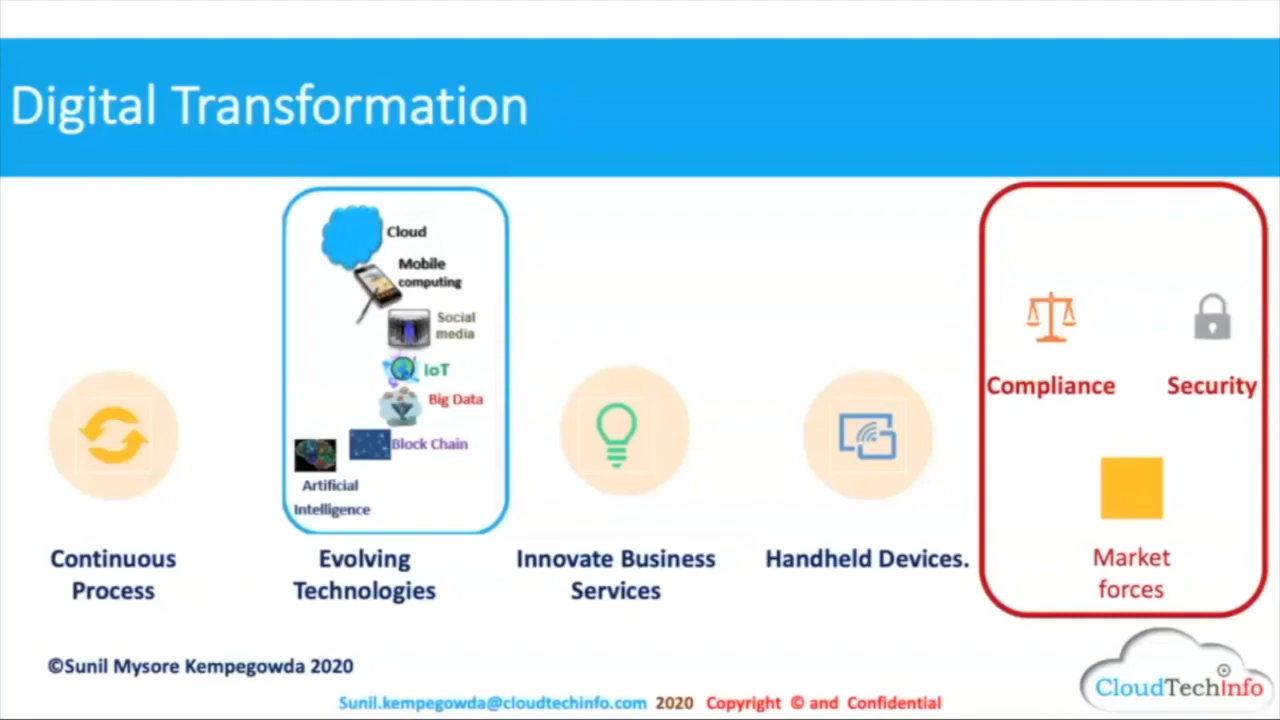 Digital Transformation
Cloud
Mobile
computing
Social
media
IoT
Big Data
Block Chain
Artificial
Intelligence
Continuous
Process
Evolving
Technologies
Innovate Business
Services
Handheld Devices.
Compliance
Security
Market
forces
©Sunil Mysore Kempegowda 2020
Sunil.kempegowda@cloudtechinfo.com 2020 Copyright © and Confidential
CloudTechInfo